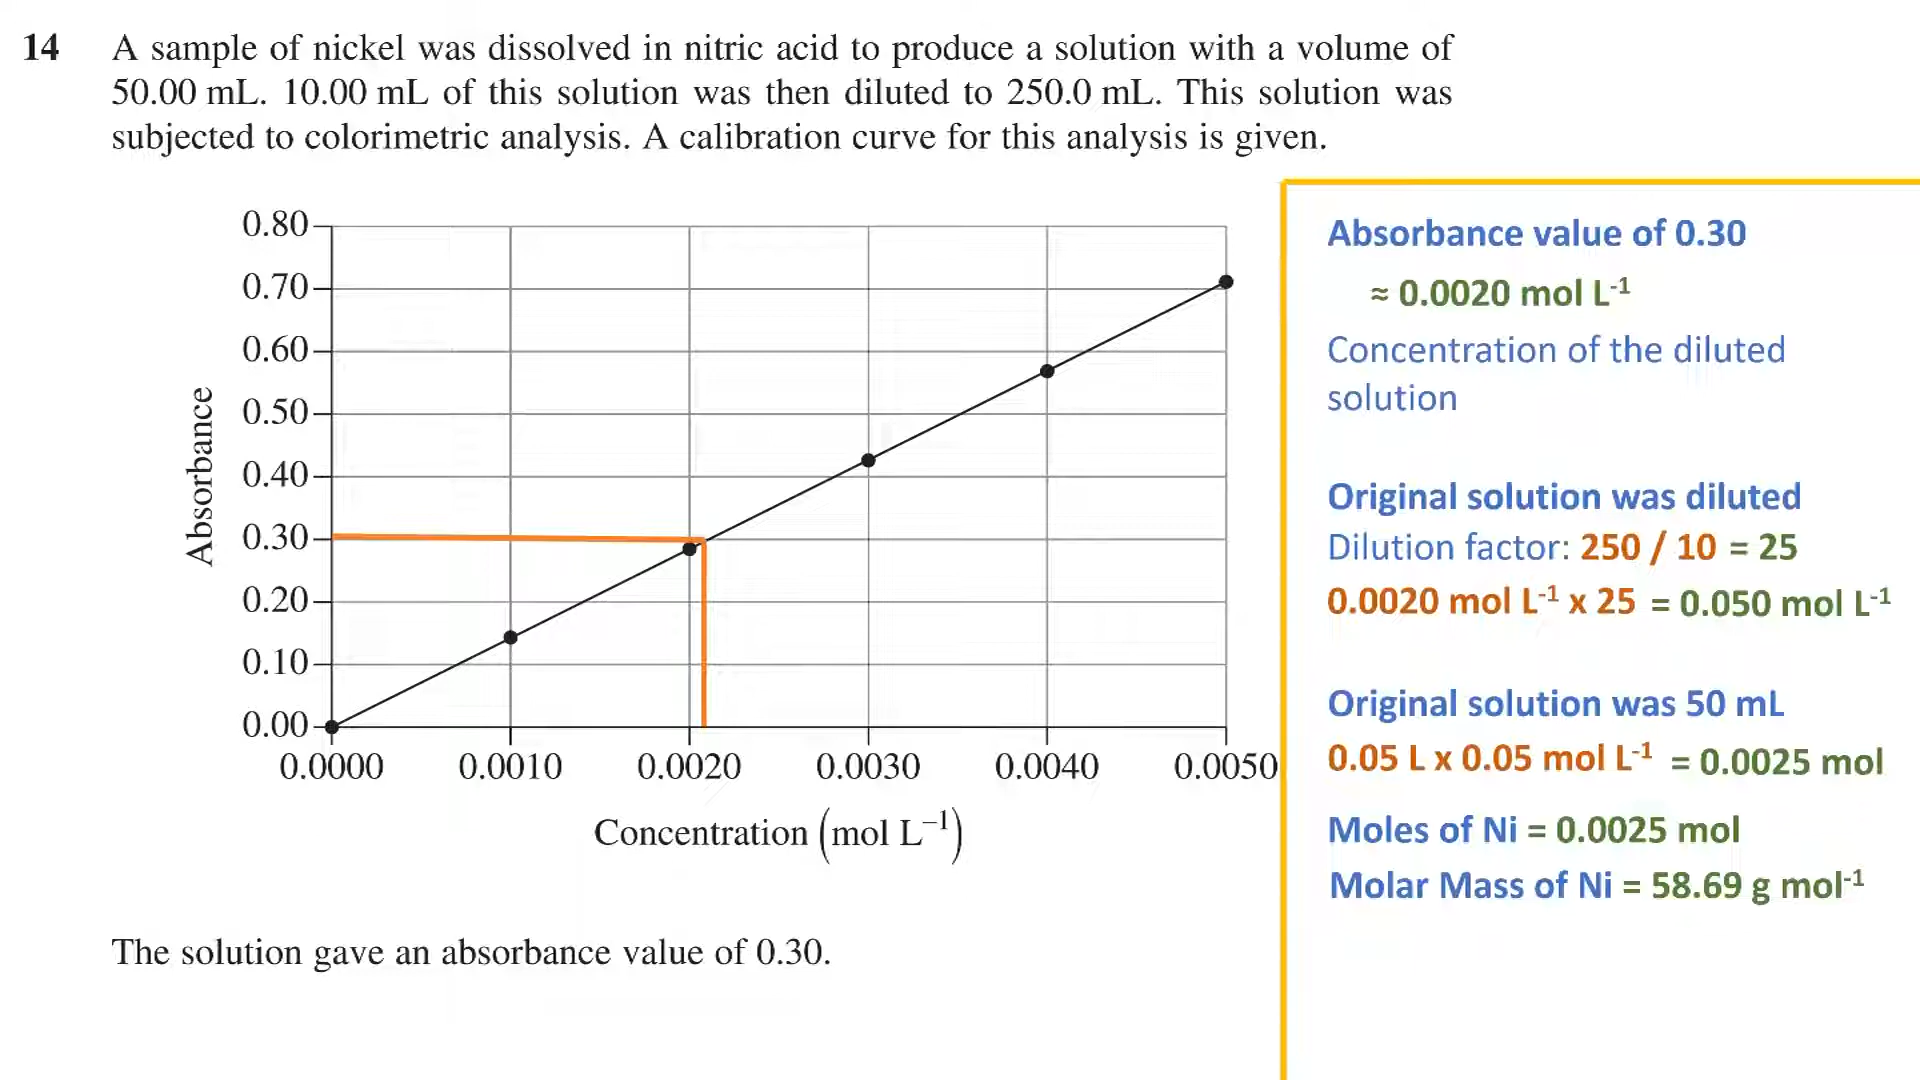 14 A sample of nickel was dissolved in nitric acid to produce a solution with a volume of
50.00 mL. 10.00 mL of this solution was then diluted to 250.0 mL. This solution was
subjected to colorimetric analysis. A calibration curve for this analysis is given.
Absorbance
0.80
0.70
0.60
0.50
0.40
0.30
0.20
0.10
0.00
0.0000 0.0010 0.0020 0.0030 0.0040 0.0050
Concentration (mol L⁻¹)
The solution gave an absorbance value of 0.30.
Absorbance value of 0.30
≈ 0.0020 mol L⁻¹
Concentration of the diluted
solution
Original solution was diluted
Dilution factor: 250 / 10 = 25
0.0020 mol L⁻¹ x 25 = 0.050 mol L⁻¹
Original solution was 50 mL
0.05 L x 0.05 mol L⁻¹ = 0.0025 mol
Moles of Ni = 0.0025 mol
Molar Mass of Ni = 58.69 g mol⁻¹